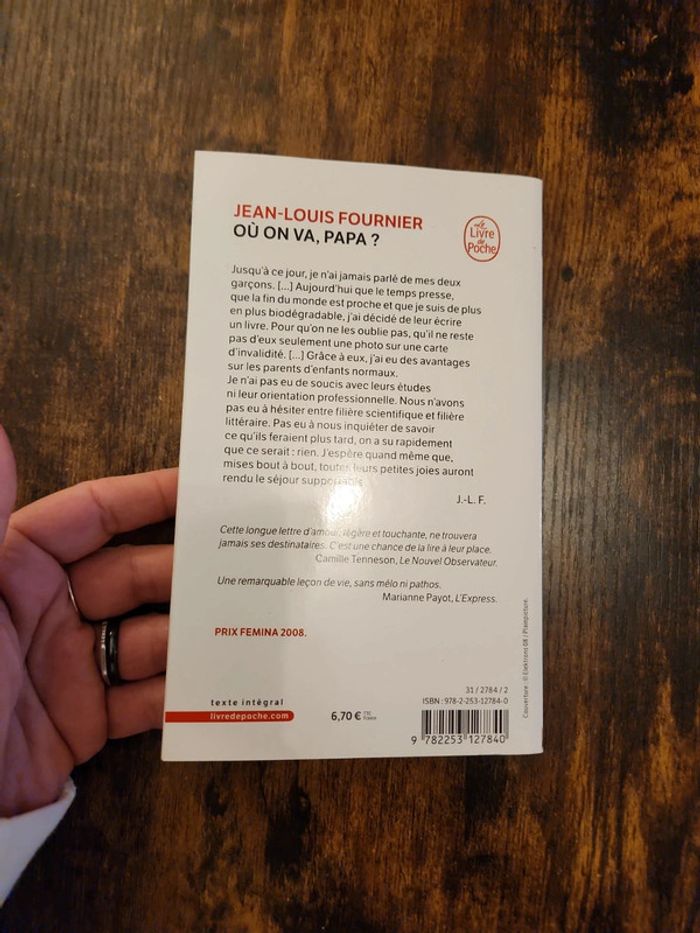 JEAN-LOUIS FOURNIER
OÙ ON VA, PAPA ?
Le
Livre
de
Poche
Jusqu'à ce jour, je n'ai jamais parlé de mes deux
garçons. [...] Aujourd'hui que le temps presse,
que la fin du monde est proche et que je suis de plus
en plus biodégradable, j'ai décidé de leur écrire
un livre. Pour qu'on ne les oublie pas, qu'il ne reste
pas d'eux seulement une photo sur une carte
d'invalidité. [...] Grâce à eux, j'ai eu des avantages
sur les parents d'enfants normaux.
Je n'ai pas eu de soucis avec leurs études
ni leur orientation professionnelle. Nous n'avons
pas eu à hésiter entre filière scientifique et filière
littéraire. Pas eu à nous inquiéter de savoir
ce qu'ils feraient plus tard, on a su rapidement
que ce serait : rien. J'espère quand même que,
mises bout à bout, toutes leurs petites joies auront
rendu le séjour supportable.
J.-L. F.
Cette longue lettre d'amour, légère et touchante, ne trouvera
jamais ses destinataires. C'est une chance de la lire à leur place.
Camille Tenneson, Le Nouvel Observateur.
Une remarquable leçon de vie, sans mélo ni pathos.
Marianne Payot, L'Express.
PRIX FEMINA 2008.
Couverture : © Elektrons 08 / Plainpicture.
texte intégral
livredepoche.com
6,70 € TTC
France
31 / 2784 / 2
ISBN : 978-2-253-12784-0
9 782253 127840